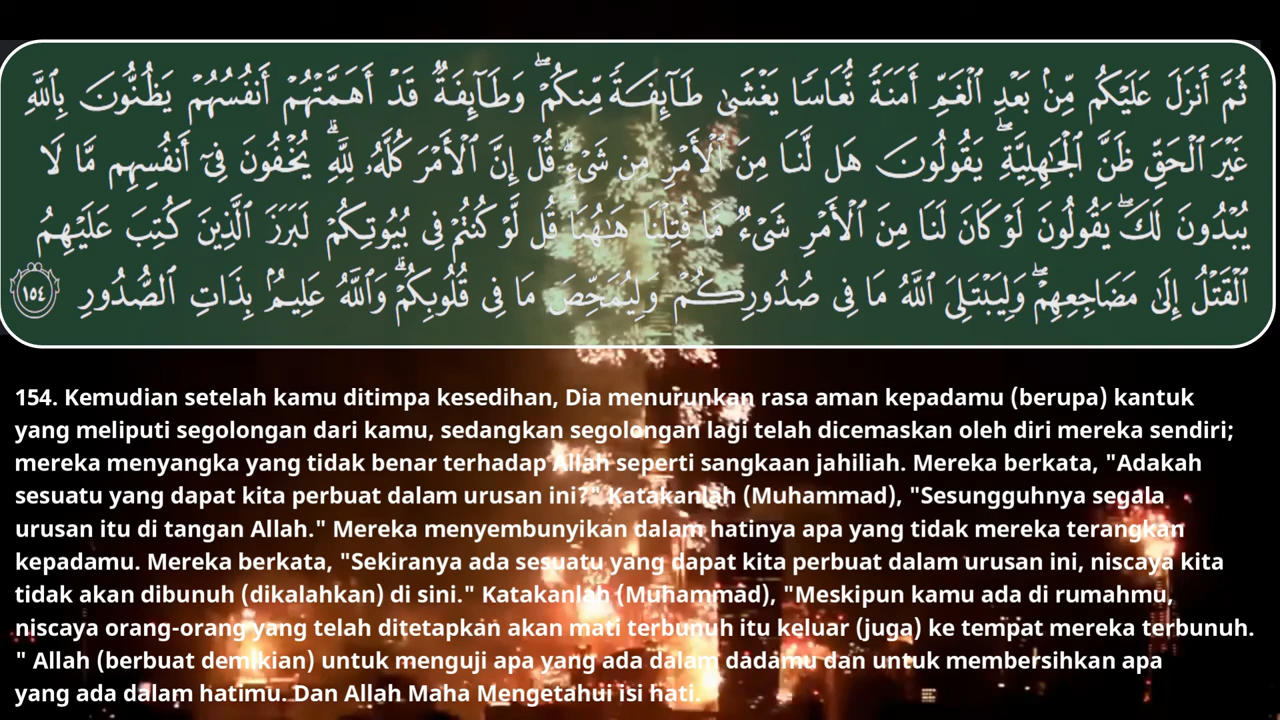 ثُمَّ أَنزَلَ عَلَيْكُم مِّنۢ بَعْدِ ٱلْغَمِّ أَمَنَةً نُّعَاسًا يَغْشَىٰ طَآئِفَةً مِّنكُمْ ۖ وَطَآئِفَةٌ قَدْ أَهَمَّتْهُمْ أَنفُسُهُمْ يَظُنُّونَ بِٱللَّهِ
غَيْرَ ٱلْحَقِّ ظَنَّ ٱلْجَٰهِلِيَّةِ ۖ يَقُولُونَ هَل لَّنَا مِنَ ٱلْأَمْرِ مِن شَىْءٍ ۗ قُلْ إِنَّ ٱلْأَمْرَ كُلَّهُۥ لِلَّهِ ۗ يُخْفُونَ فِىٓ أَنفُسِهِم مَّا لَا
يُبْدُونَ لَكَ ۖ يَقُولُونَ لَوْ كَانَ لَنَا مِنَ ٱلْأَمْرِ شَىْءٌ مَّا قُتِلْنَا هَٰهُنَا ۗ قُل لَّوْ كُنتُمْ فِى بُيُوتِكُمْ لَبَرَزَ ٱلَّذِينَ كُتِبَ عَلَيْهِمُ
ٱلْقَتْلُ إِلَىٰ مَضَاجِعِهِمْ ۖ وَلِيَبْتَلِىَ ٱللَّهُ مَا فِى صُدُورِكُمْ وَلِيُمَحِّصَ مَا فِى قُلُوبِكُمْ ۗ وَٱللَّهُ عَلِيمٌۢ بِذَاتِ ٱلصُّدُورِ ١٥٤
154. Kemudian setelah kamu ditimpa kesedihan, Dia menurunkan rasa aman kepadamu (berupa) kantuk
yang meliputi segolongan dari kamu, sedangkan segolongan lagi telah dicemaskan oleh diri mereka sendiri;
mereka menyangka yang tidak benar terhadap Allah seperti sangkaan jahiliah. Mereka berkata, "Adakah
sesuatu yang dapat kita perbuat dalam urusan ini?" Katakanlah (Muhammad), "Sesungguhnya segala
urusan itu di tangan Allah." Mereka menyembunyikan dalam hatinya apa yang tidak mereka terangkan
kepadamu. Mereka berkata, "Sekiranya ada sesuatu yang dapat kita perbuat dalam urusan ini, niscaya kita
tidak akan dibunuh (dikalahkan) di sini." Katakanlah (Muhammad), "Meskipun kamu ada di rumahmu,
niscaya orang-orang yang telah ditetapkan akan mati terbunuh itu keluar (juga) ke tempat mereka terbunuh.
" Allah (berbuat demikian) untuk menguji apa yang ada dalam dadamu dan untuk membersihkan apa
yang ada dalam hatimu. Dan Allah Maha Mengetahui isi hati.